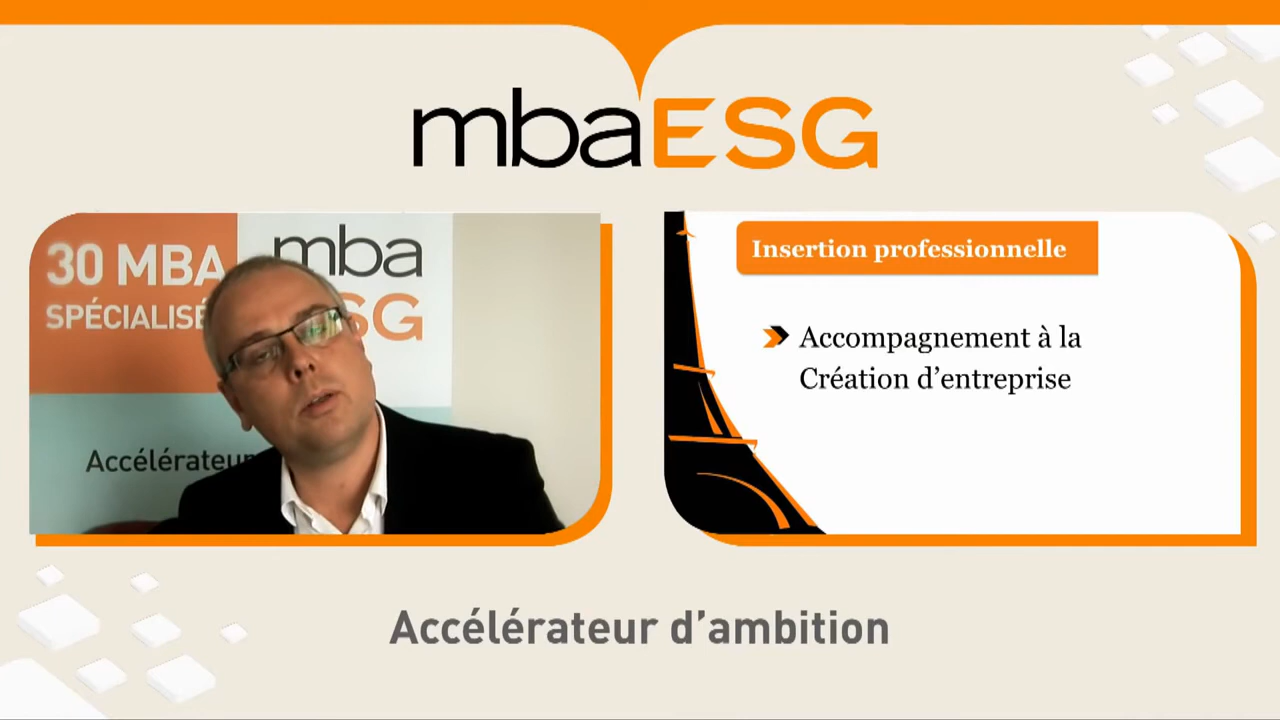 mbaESG
30 MBA
SPÉCIALISÉ
mba
SG
Accélérateur
Insertion professionnelle
Accompagnement à la
Création d'entreprise
Accélérateur d'ambition